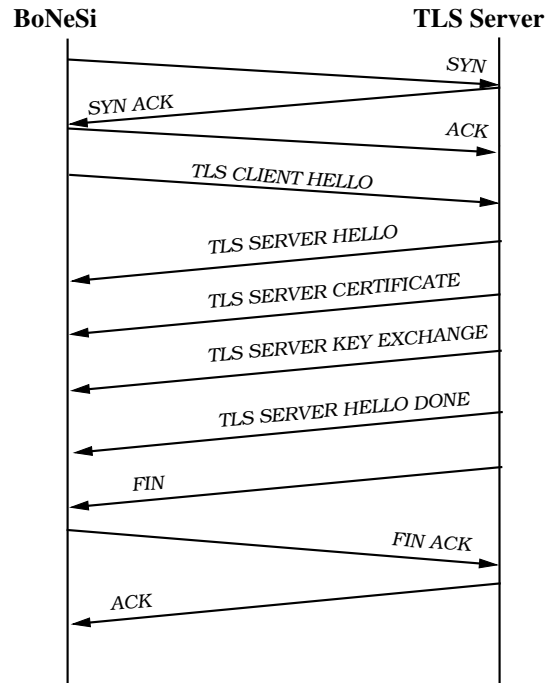 BoNeSi
TLS Server
SYN
SYN ACK
ACK
TLS CLIENT HELLO
TLS SERVER HELLO
TLS SERVER CERTIFICATE
TLS SERVER KEY EXCHANGE
TLS SERVER HELLO DONE
FIN
FIN ACK
ACK